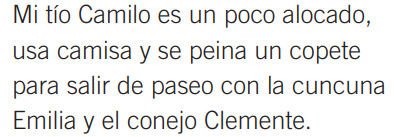 Mi tío Camilo es un poco alocado,
usa camisa y se peina un copete
para salir de paseo con la cuncuna
Emilia y el conejo Clemente.